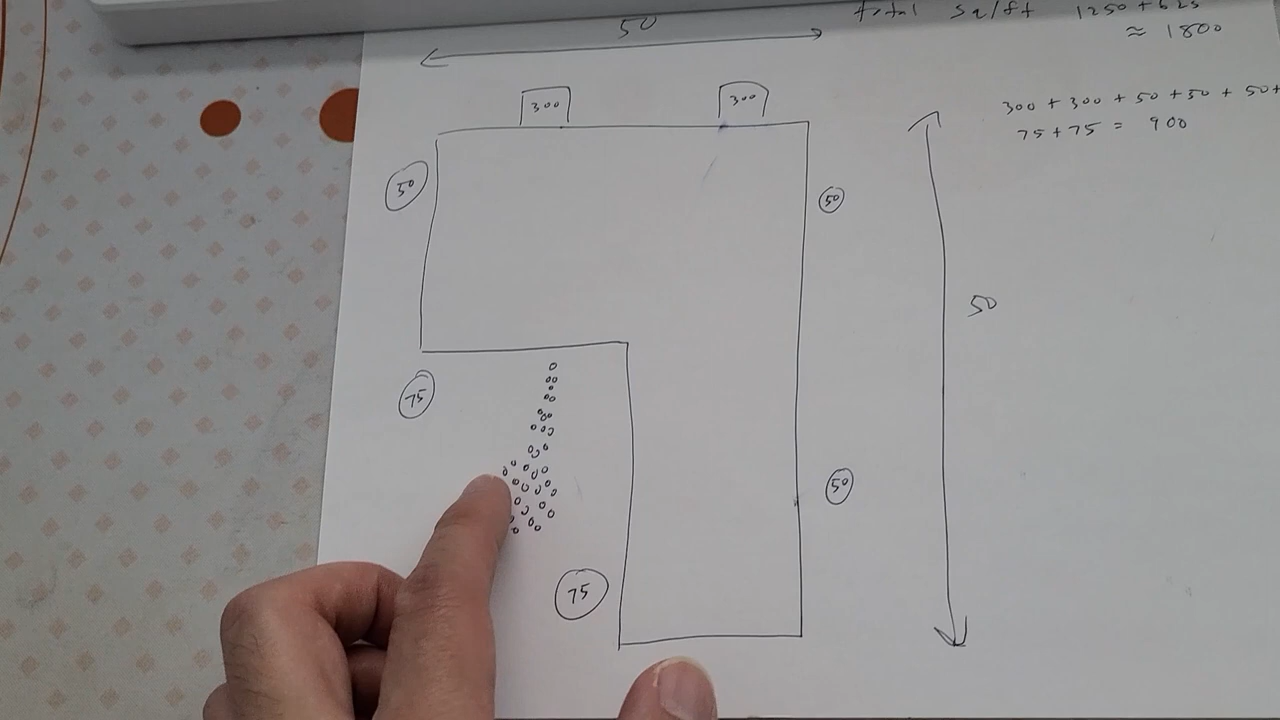 total sq/ft 1250 + 625
≈ 1800
50
300 300
300 + 300 + 50 + 50 + 50 +
75 + 75 = 900
50 50
50
75
50
75